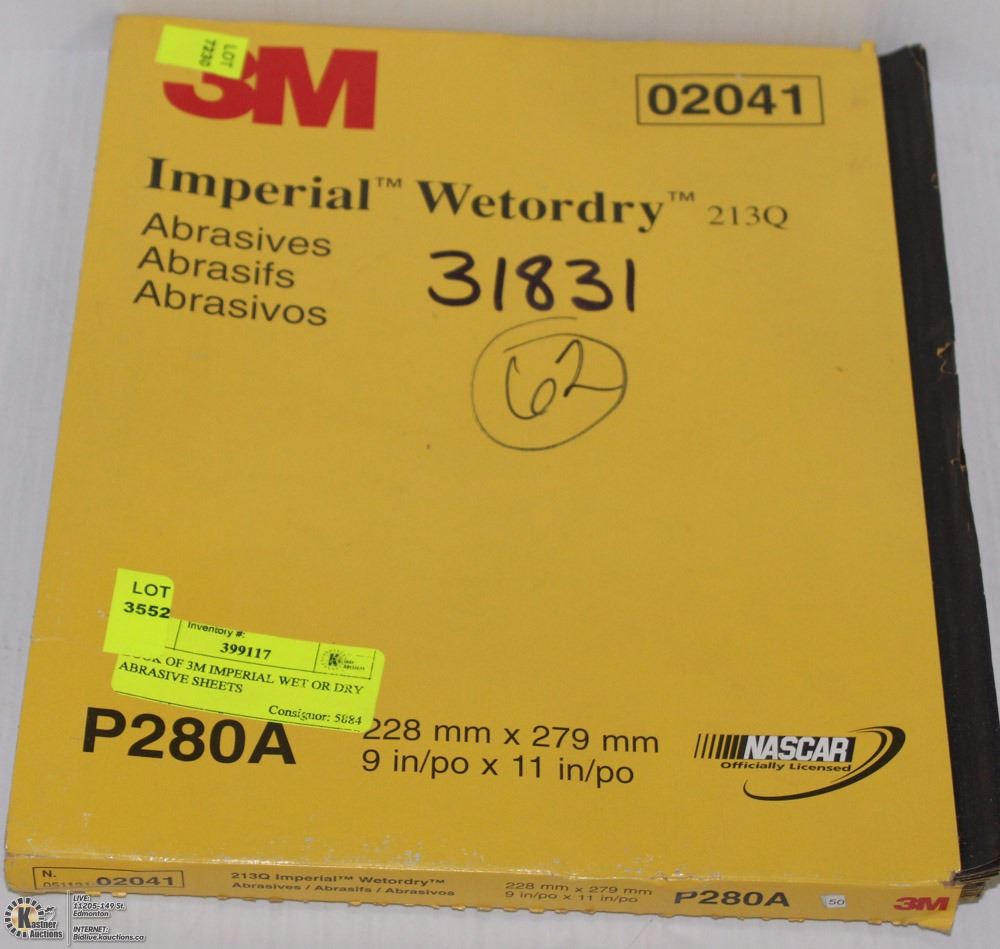 LOT
7230
3M
02041
Imperial™ Wetordry™ 213Q
Abrasives
Abrasifs
Abrasivos
31831
62
LOT
3552
Inventory #:
399117
OF 3M IMPERIAL WET OR DRY
ABRASIVE SHEETS
Consignor: 5884
P280A
228 mm x 279 mm
9 in/po x 11 in/po
NASCAR
Officially Licensed
N.
051131 02041
213Q Imperial™ Wetordry™
Abrasives / Abrasifs / Abrasivos
228 mm x 279 mm
9 in/po x 11 in/po
P280A
50
3M
Kastner
Auctions
LIVE:
11205-149 St.
Edmonton
INTERNET:
Bidlive.kauctions.ca